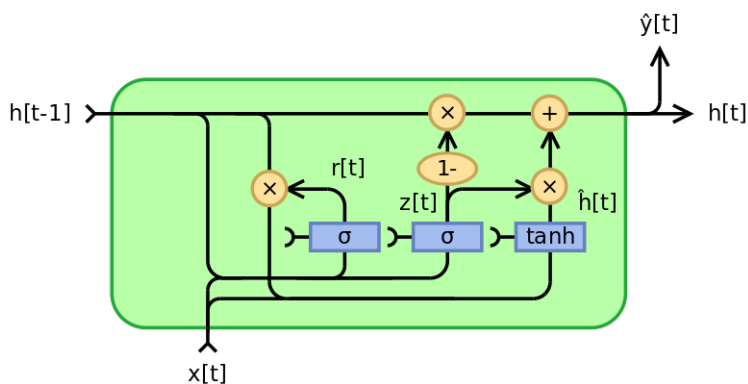 ŷ[t]
h[t-1]
×
+
h[t]
1-
r[t]
×
×
z[t]
ĥ[t]
σ
σ
tanh
x[t]